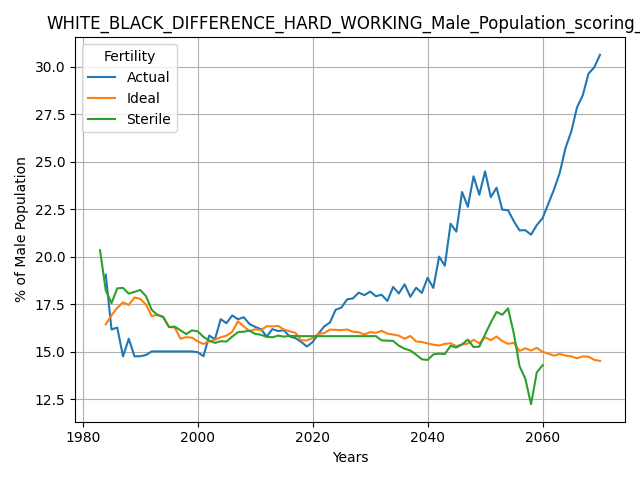 WHITE_BLACK_DIFFERENCE_HARD_WORKING_Male_Population_scoring_
Fertility
Actual
Ideal
Sterile
% of Male Population
30.0
27.5
25.0
22.5
20.0
17.5
15.0
12.5
1980
2000
2020
2040
2060
Years